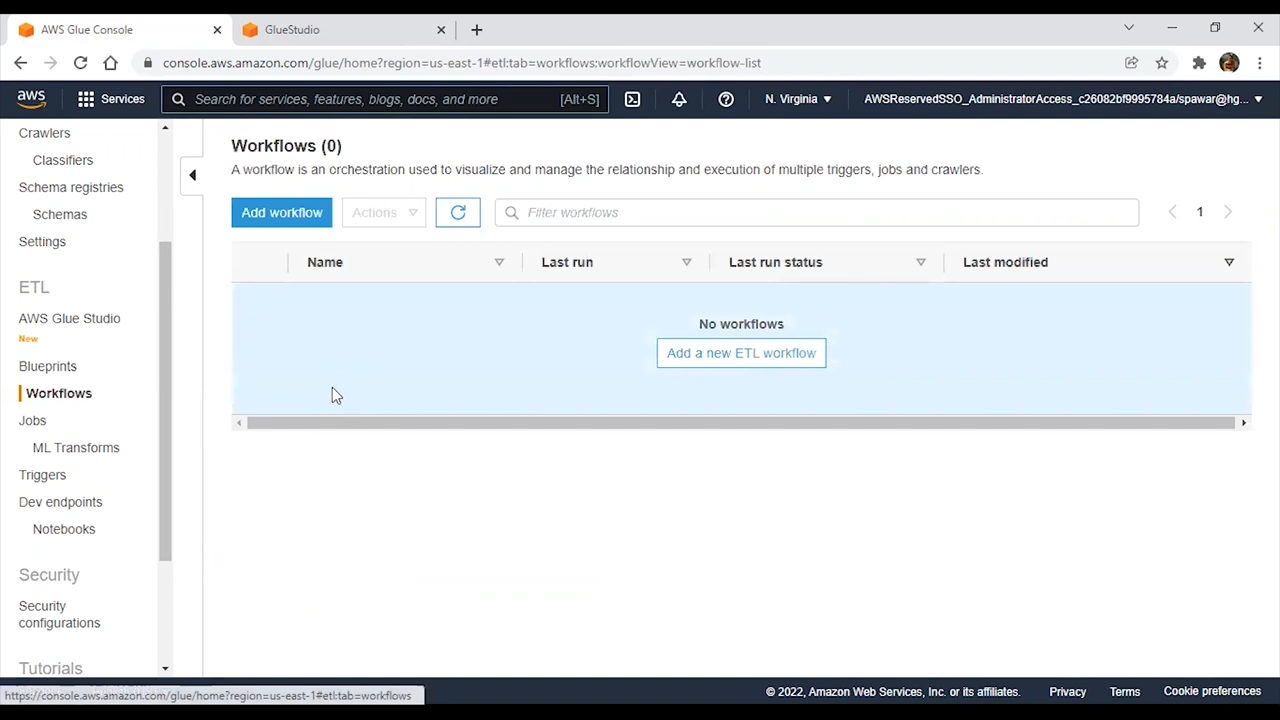 AWS Glue Console
GlueStudio
console.aws.amazon.com/glue/home?region=us-east-1#etl:tab=workflows:workflowView=workflow-list
aws
Services
Search for services, features, blogs, docs, and more
[Alt+S]
N. Virginia
AWSReservedSSO_AdministratorAccess_c26082bf9995784a/spawar@hg...
Crawlers
Classifiers
Schema registries
Schemas
Settings
ETL
AWS Glue Studio
New
Blueprints
Workflows
Jobs
ML Transforms
Triggers
Dev endpoints
Notebooks
Security
Security
configurations
Tutorials
Workflows (0)
A workflow is an orchestration used to visualize and manage the relationship and execution of multiple triggers, jobs and crawlers.
Add workflow
Actions
Filter workflows
1
Name
Last run
Last run status
Last modified
No workflows
Add a new ETL workflow
https://console.aws.amazon.com/glue/home?region=us-east-1#etl:tab=workflows
© 2022, Amazon Web Services, Inc. or its affiliates.
Privacy
Terms
Cookie preferences